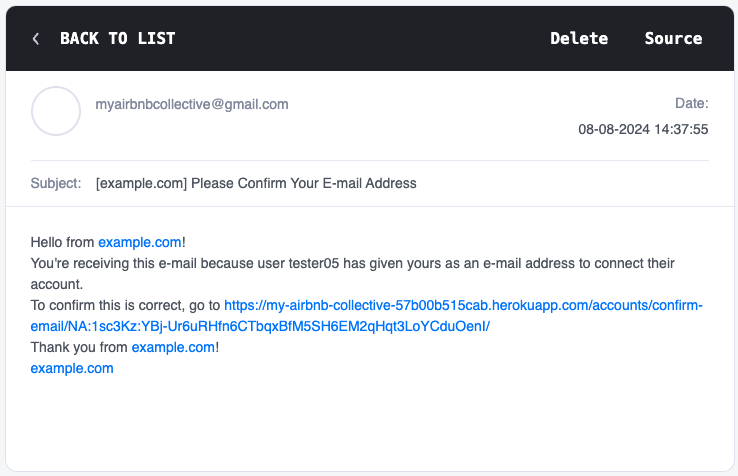 BACK TO LIST
Delete
Source
myairbnbcollective@gmail.com
Date:
08-08-2024 14:37:55
Subject: [example.com] Please Confirm Your E-mail Address
Hello from example.com!
You're receiving this e-mail because user tester05 has given yours as an e-mail address to connect their
account.
To confirm this is correct, go to https://my-airbnb-collective-57b00b515cab.herokuapp.com/accounts/confirm-
email/NA:1sc3Kz:YBj-Ur6uRHfn6CTbqxBfM5SH6EM2qHqt3LoYCduOenI/
Thank you from example.com!
example.com